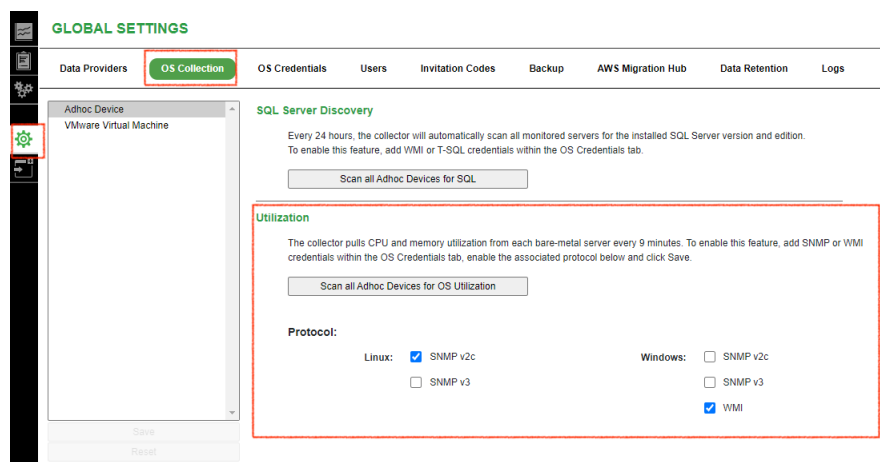 GLOBAL SETTINGS
Data Providers
OS Collection
OS Credentials
Users
Invitation Codes
Backup
AWS Migration Hub
Data Retention
Logs
Adhoc Device
VMware Virtual Machine
Save
Reset
SQL Server Discovery
Every 24 hours, the collector will automatically scan all monitored servers for the installed SQL Server version and edition.
To enable this feature, add WMI or T-SQL credentials within the OS Credentials tab.
Scan all Adhoc Devices for SQL
Utilization
The collector pulls CPU and memory utilization from each bare-metal server every 9 minutes. To enable this feature, add SNMP or WMI
credentials within the OS Credentials tab, enable the associated protocol below and click Save.
Scan all Adhoc Devices for OS Utilization
Protocol:
Linux:
SNMP v2c
SNMP v3
Windows:
SNMP v2c
SNMP v3
WMI